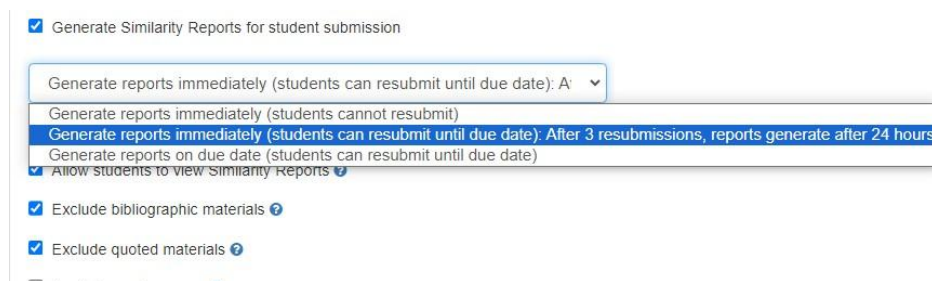 Generate Similarity Reports for student submission
Generate reports immediately (students can resubmit until due date): A
Generate reports immediately (students cannot resubmit)
Generate reports immediately (students can resubmit until due date): After 3 resubmissions, reports generate after 24 hours
Generate reports on due date (students can resubmit until due date)
Allow students to view Similarity Reports ?
Exclude bibliographic materials ?
Exclude quoted materials ?